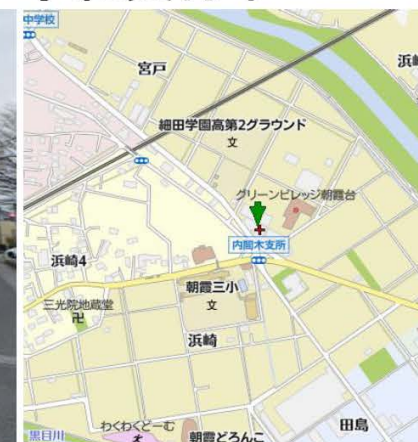 中学校
宮戸
浜崎
細田学園高第2グラウンド
文
グリーンビレッジ朝霞台
内間木支所
浜崎4
朝霞三小
文
三光院地蔵堂
卍
浜崎
わくわくどーむ
田島
黒目川
朝霞どろんこ